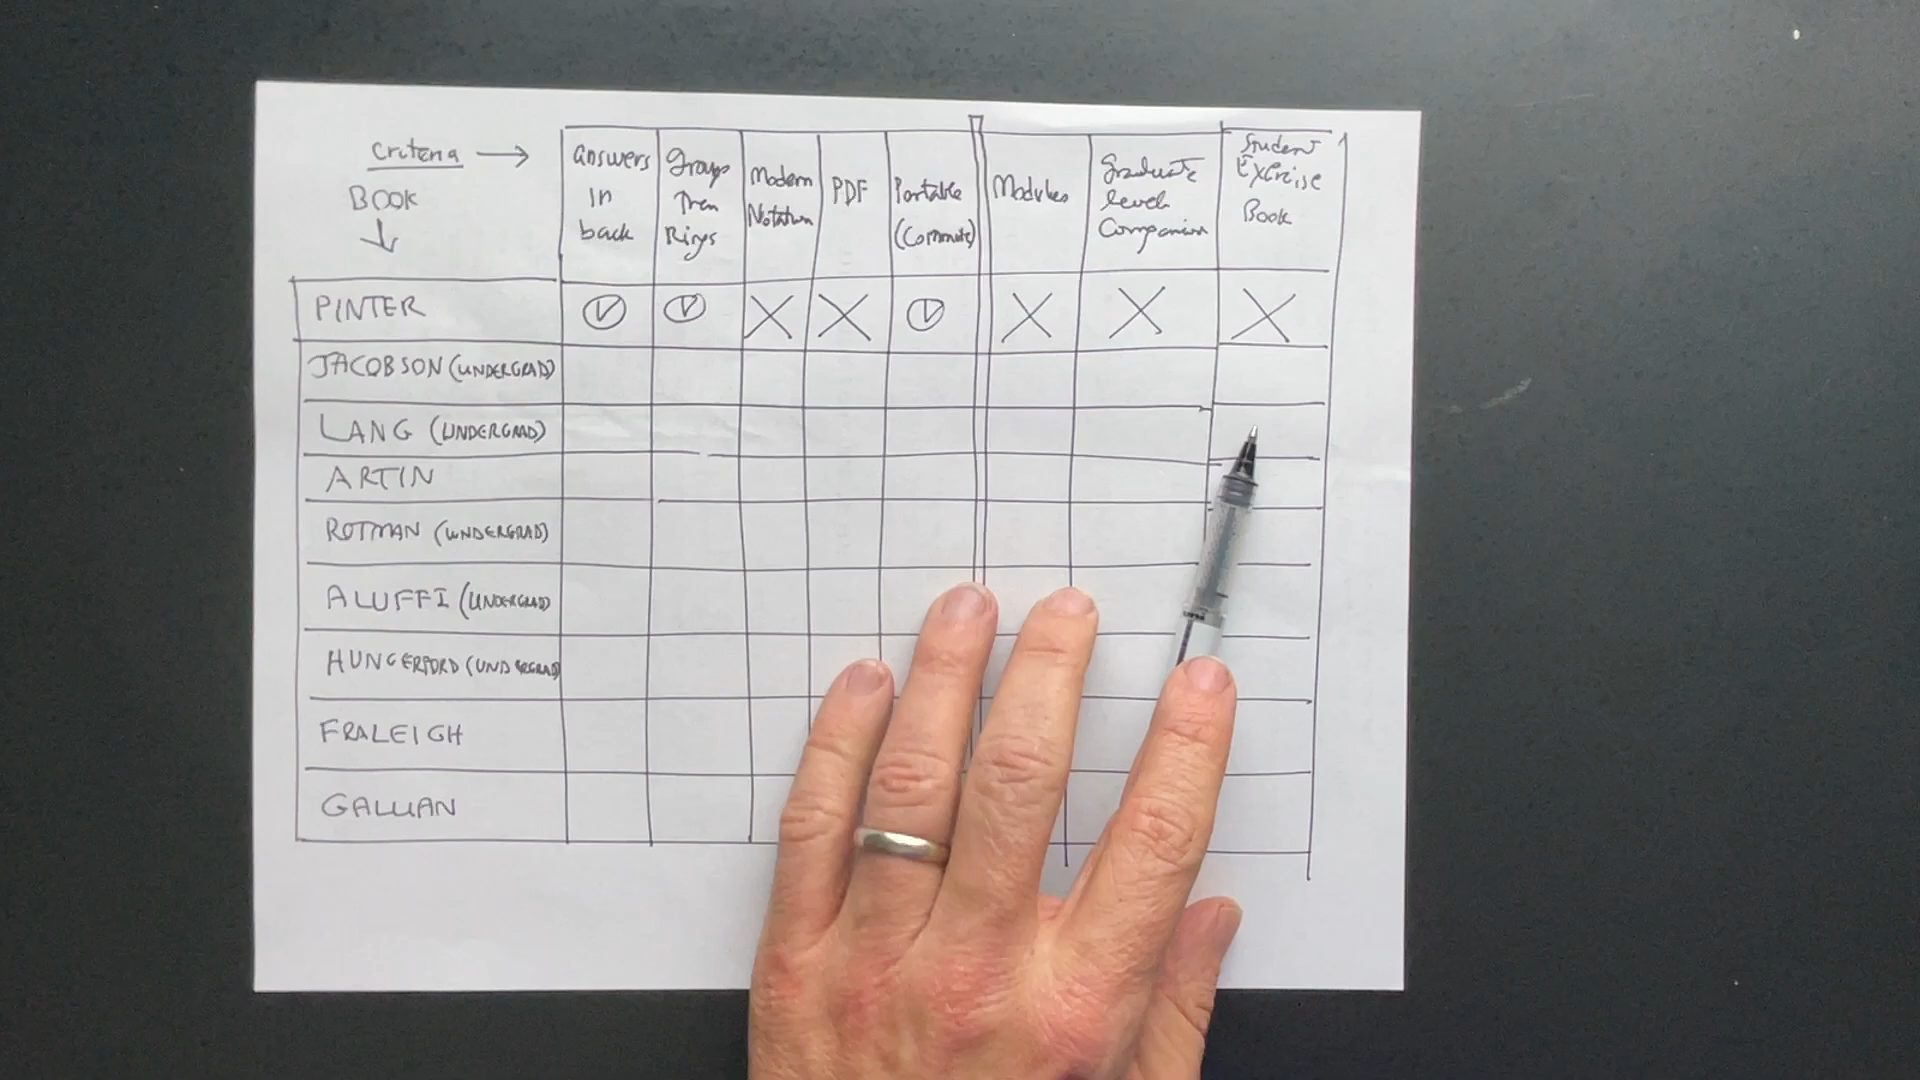 Criteria →
BOOK
↓
answers
in
back
Groups
Then
Rings
Modern
Notation
PDF
Portable
(Commute)
Modules
Graduate
level
Companion
Student
Exercise
Book
PINTER
JACOBSON (UNDERGRAD)
LANG (UNDERGRAD)
ARTIN
ROTMAN (UNDERGRAD)
ALUFFI (UNDERGRAD)
HUNGERFORD (UNDERGRAD)
FRALEIGH
GALLIAN